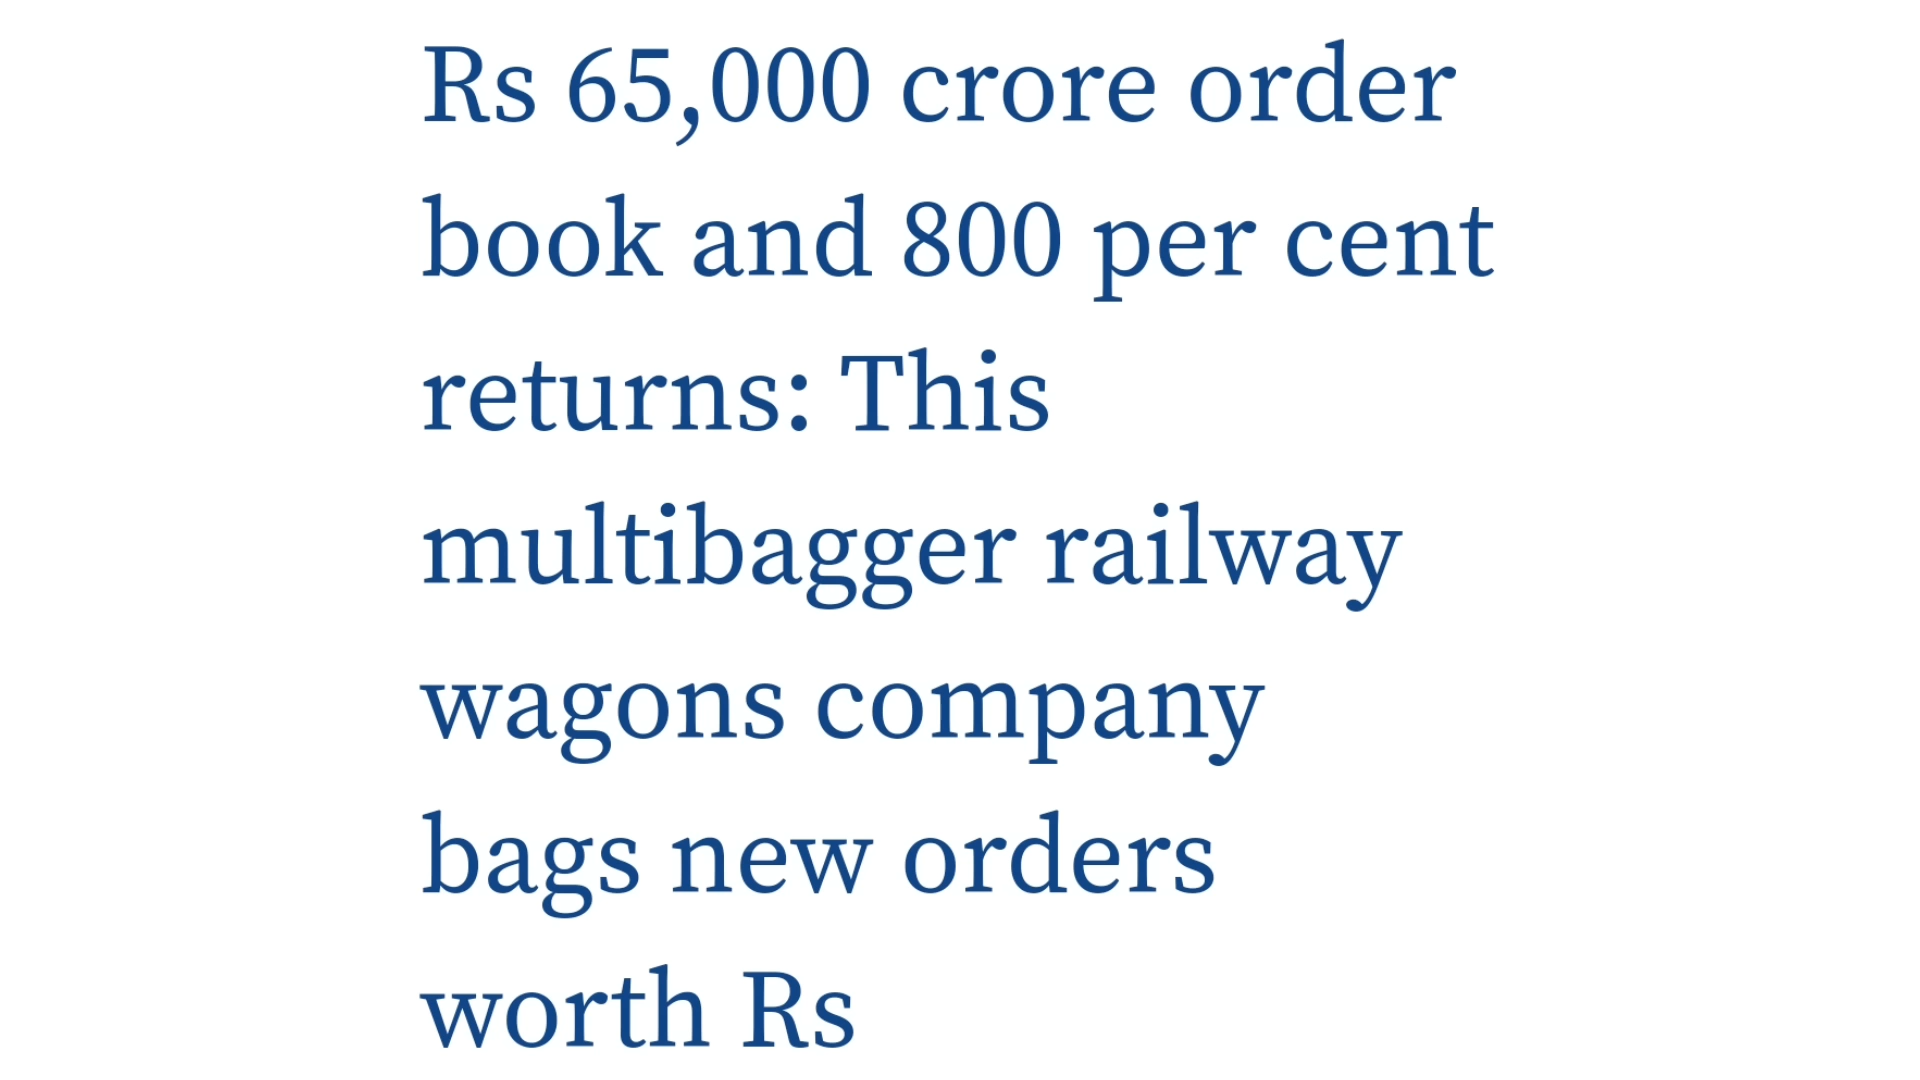 Rs 65,000 crore order
book and 800 per cent
returns: This
multibagger railway
wagons company
bags new orders
worth Rs